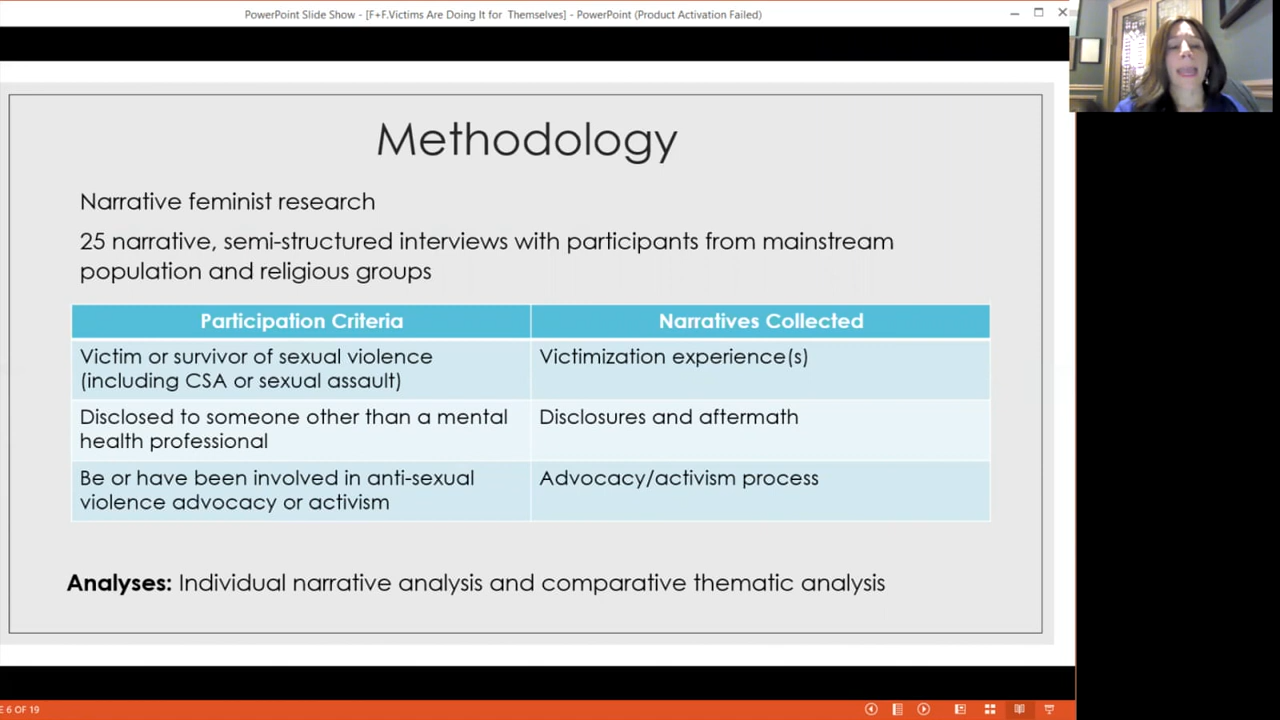 PowerPoint Slide Show - [F+F.Victims Are Doing It for Themselves] - PowerPoint (Product Activation Failed)
Methodology
Narrative feminist research
25 narrative, semi-structured interviews with participants from mainstream
population and religious groups
Participation Criteria
Narratives Collected
Victim or survivor of sexual violence
(including CSA or sexual assault)
Victimization experience(s)
Disclosed to someone other than a mental
health professional
Disclosures and aftermath
Be or have been involved in anti-sexual
violence advocacy or activism
Advocacy/activism process
Analyses: Individual narrative analysis and comparative thematic analysis
E 6 OF 19